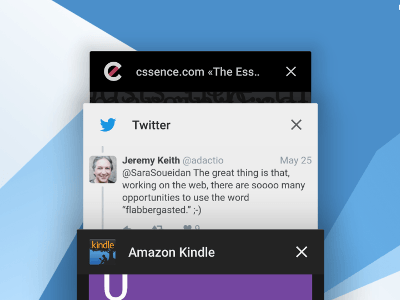 cssence.com «The Ess..
Twitter
Jeremy Keith @adactio May 25
@SaraSoueidan The great thing is that,
working on the web, there are soooo many
opportunities to use the word
“flabbergasted.” ;-)
kindle
Amazon Kindle
U